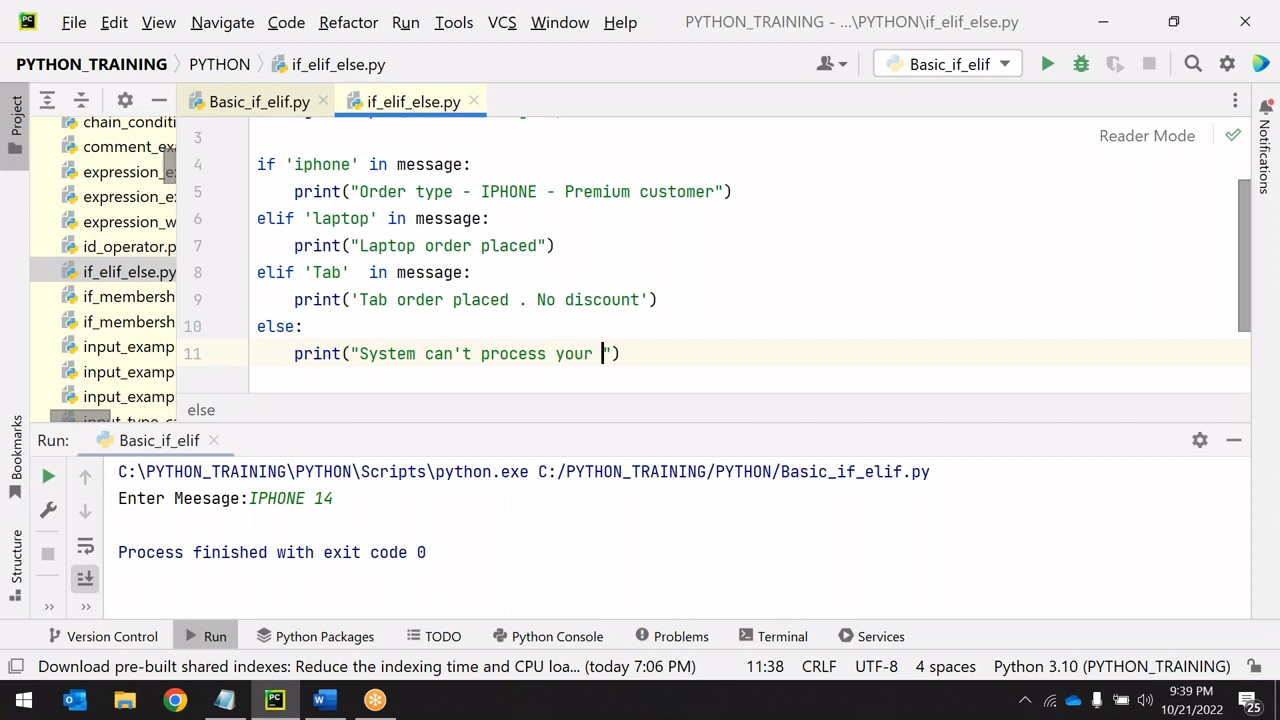 PC File Edit View Navigate Code Refactor Run Tools VCS Window Help PYTHON_TRAINING - ...\PYTHON\if_elif_else.py
PYTHON_TRAINING PYTHON if_elif_else.py Basic_if_elif
Project
Basic_if_elif.py if_elif_else.py
chain_conditi
comment_exa
expression_e
expression_ex
expression_w
id_operator.p
if_elif_else.py
if_membersh
if_membersh
input_examp
input_examp
input_examp
Reader Mode
Notifications
3
4 if 'iphone' in message:
5 print("Order type - IPHONE - Premium customer")
6 elif 'laptop' in message:
7 print("Laptop order placed")
8 elif 'Tab'  in message:
9 print('Tab order placed . No discount')
10 else:
11 print("System can't process your ")
else
Run: Basic_if_elif
Bookmarks
Structure
C:\PYTHON_TRAINING\PYTHON\Scripts\python.exe C:/PYTHON_TRAINING/PYTHON/Basic_if_elif.py
Enter Meesage:IPHONE 14
Process finished with exit code 0
Version Control Run Python Packages TODO Python Console Problems Terminal Services
Download pre-built shared indexes: Reduce the indexing time and CPU loa... (today 7:06 PM) 11:38 CRLF UTF-8 4 spaces Python 3.10 (PYTHON_TRAINING)
9:39 PM
10/21/2022
25